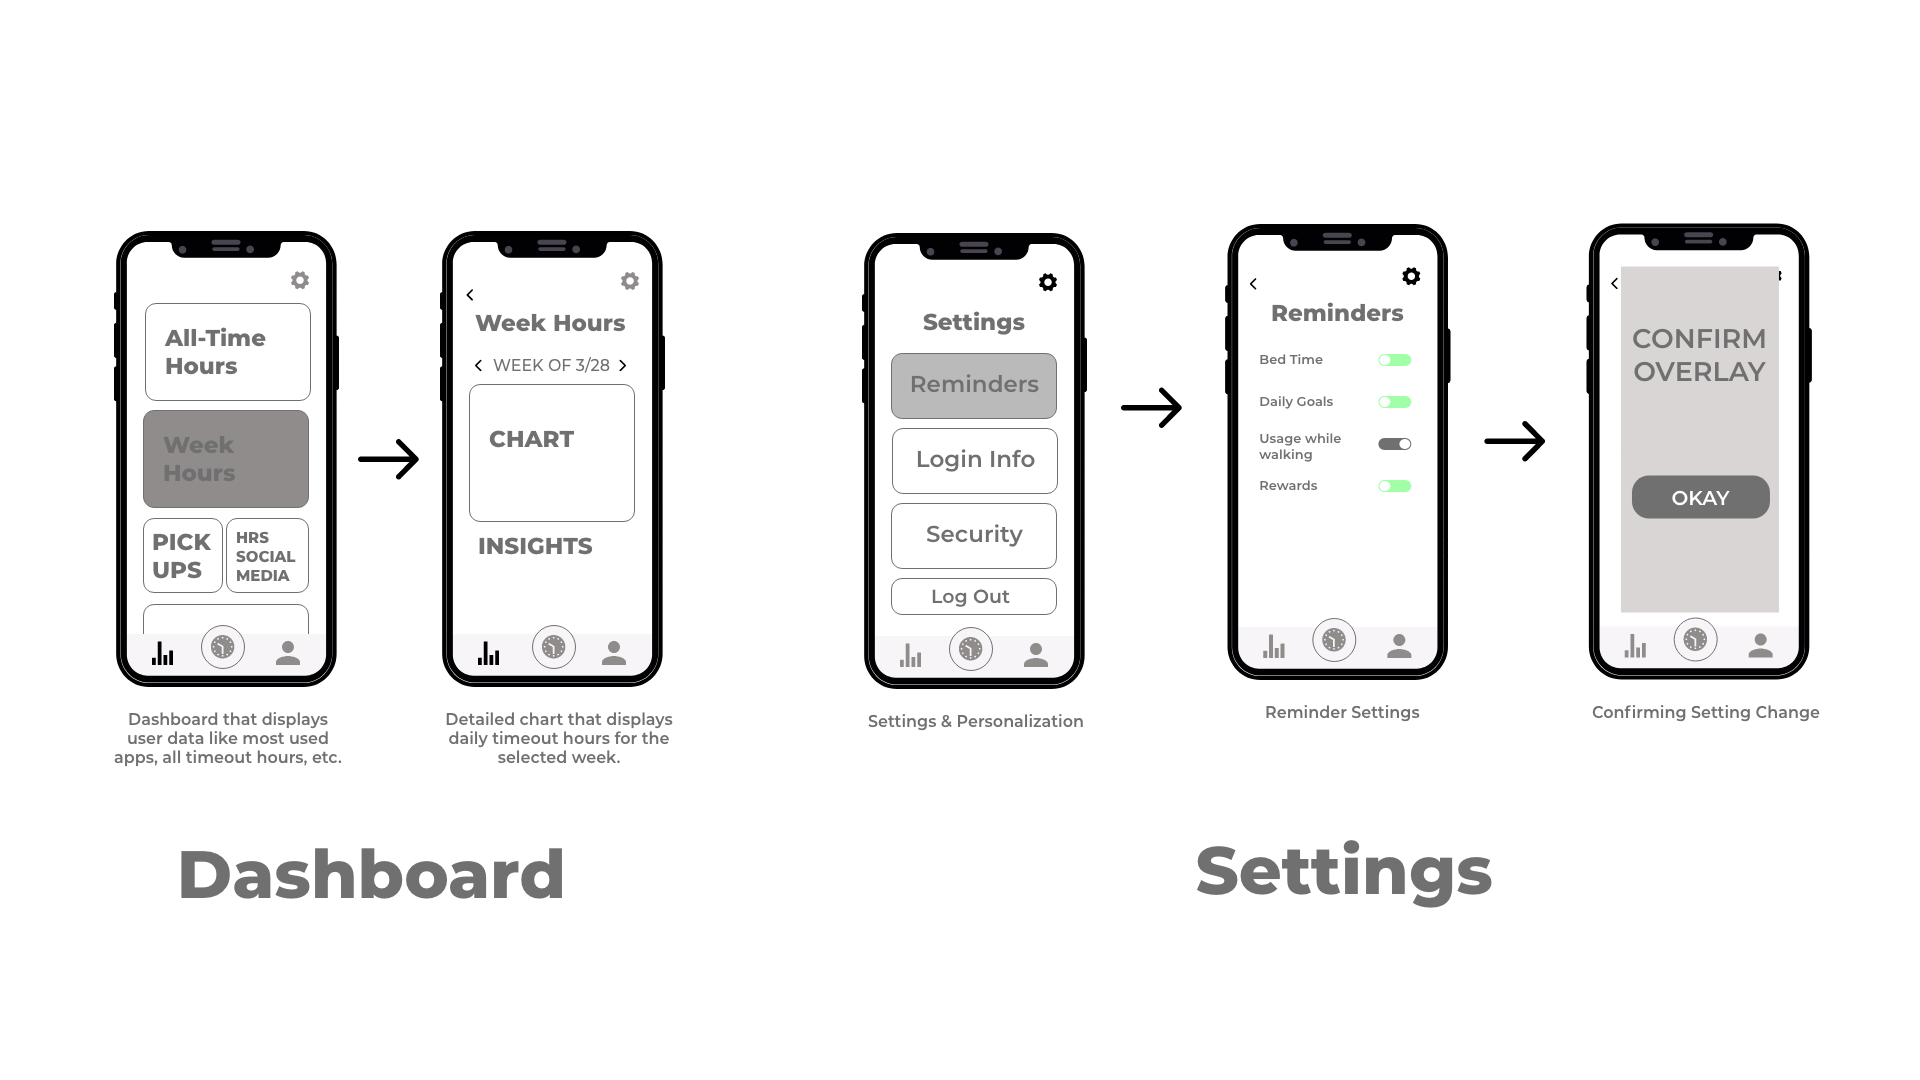 All-Time
Hours
Week
Hours
PICK
UPS
HRS
SOCIAL
MEDIA
Dashboard that displays
user data like most used
apps, all timeout hours, etc.
Week Hours
WEEK OF 3/28
CHART
INSIGHTS
Detailed chart that displays
daily timeout hours for the
selected week.
Dashboard
Settings
Reminders
Login Info
Security
Log Out
Settings & Personalization
Reminders
Bed Time
Daily Goals
Usage while
walking
Rewards
Reminder Settings
CONFIRM
OVERLAY
OKAY
Confirming Setting Change
Settings